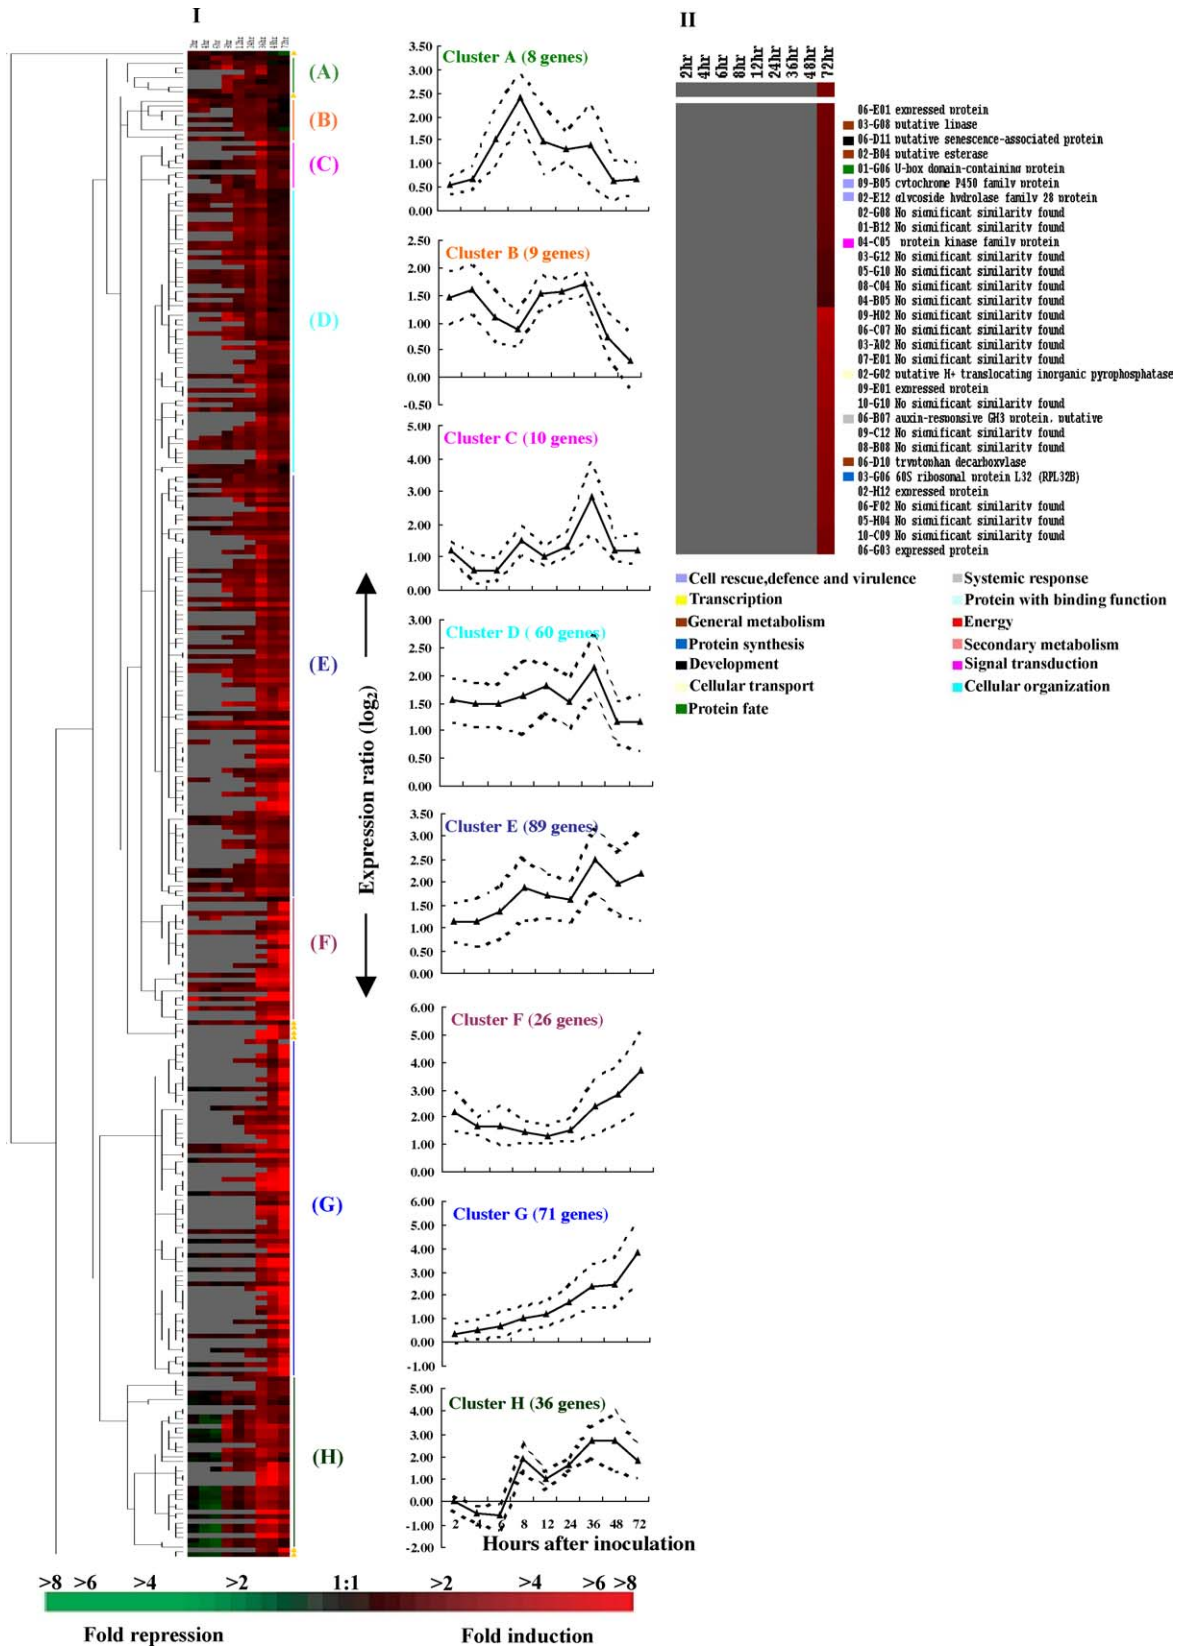 I
2hr 4hr 6hr 8hr 12hr 24hr 36hr 48hr 72hr
(A)
(B)
(C)
(D)
(E)
(F)
(G)
(H)
Expression ratio (log2)
Cluster A (8 genes)
3.50
3.00
2.50
2.00
1.50
1.00
0.50
0.00
Cluster B (9 genes)
2.50
2.00
1.50
1.00
0.50
0.00
-0.50
Cluster C (10 genes)
5.00
4.00
3.00
2.00
1.00
0.00
Cluster D ( 60 genes)
3.00
2.50
2.00
1.50
1.00
0.50
0.00
Cluster E (89 genes)
3.50
3.00
2.50
2.00
1.50
1.00
0.50
0.00
Cluster F (26 genes)
6.00
5.00
4.00
3.00
2.00
1.00
0.00
Cluster G (71 genes)
6.00
5.00
4.00
3.00
2.00
1.00
0.00
-1.00
Cluster H (36 genes)
5.00
4.00
3.00
2.00
1.00
0.00
-1.00
-2.00
2 4 6 8 12 24 36 48 72
Hours after inoculation
II
2hr 4hr 6hr 8hr 12hr 24hr 36hr 48hr 72hr
06-E01 expressed protein
03-G08 putative lipase
06-D11 putative senescence-associated protein
02-B04 putative esterase
01-G06 U-box domain-containing protein
09-B05 cytochrome P450 family protein
02-E12 glycoside hydrolase family 28 protein
02-G08 No significant similarity found
01-B12 No significant similarity found
04-C05 protein kinase family protein
03-G12 No significant similarity found
05-G10 No significant similarity found
08-C04 No significant similarity found
04-B05 No significant similarity found
09-H02 No significant similarity found
06-C07 No significant similarity found
03-A02 No significant similarity found
07-E01 No significant similarity found
02-G02 putative H+ translocating inorganic pyrophosphatase
09-E01 expressed protein
10-G10 No significant similarity found
06-B07 auxin-responsive GH3 protein, putative
09-C12 No significant similarity found
08-B08 No significant similarity found
06-D10 tryptophan decarboxylase
03-G06 60S ribosomal protein L32 (RPL32B)
02-H12 expressed protein
06-F02 No significant similarity found
05-H04 No significant similarity found
10-C09 No significant similarity found
06-G03 expressed protein
Cell rescue,defence and virulence
Transcription
General metabolism
Protein synthesis
Development
Cellular transport
Protein fate
Systemic response
Protein with binding function
Energy
Secondary metabolism
Signal transduction
Cellular organization
>8 >6 >4 >2 1:1 >2 >4 >6 >8
Fold repression Fold induction